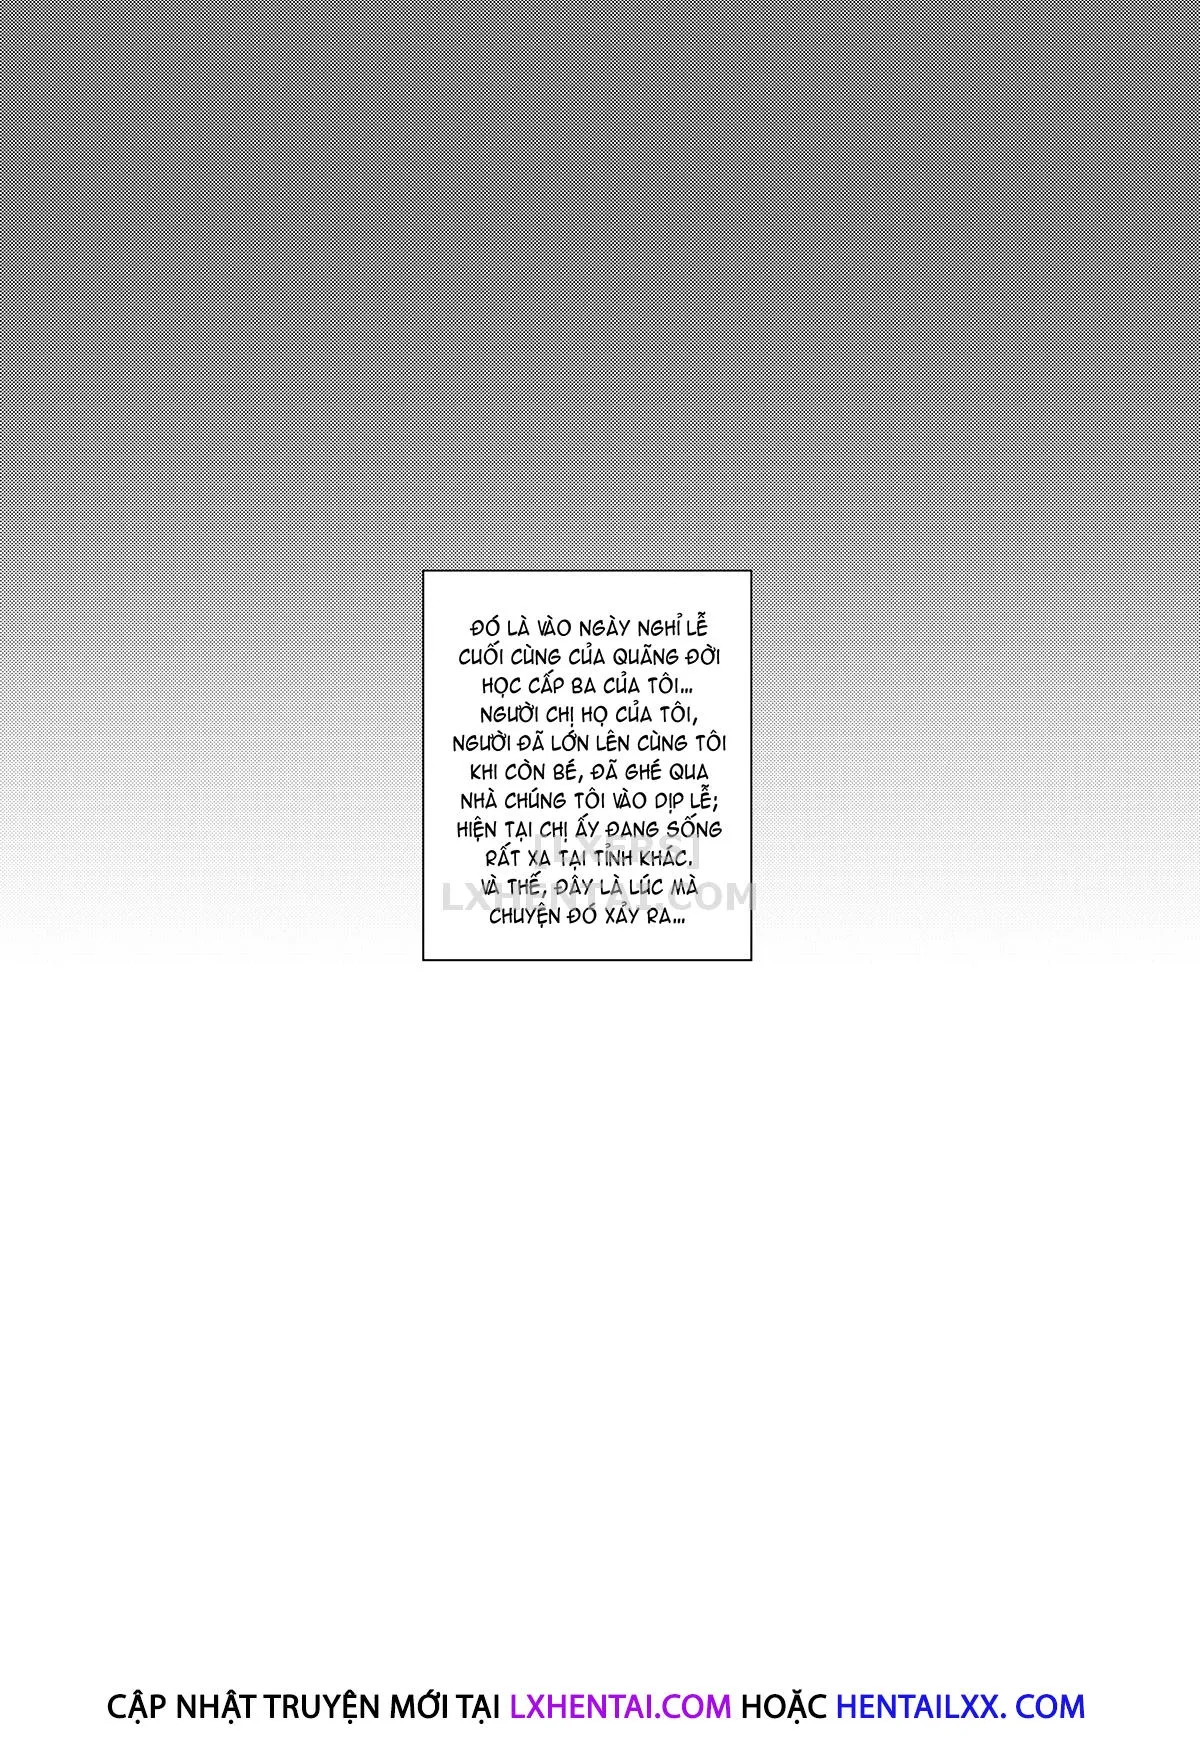 ĐÓ LÀ VÀO NGÀY NGHỈ LỄ
CUỐI CÙNG CỦA QUÃNG ĐỜI
HỌC CẤP BA CỦA TÔI...
NGƯỜI CHỊ HỌ CỦA TÔI,
NGƯỜI ĐÃ LỚN LÊN CÙNG TÔI
KHI CÒN BÉ, ĐÃ GHÉ QUA
NHÀ CHÚNG TÔI VÀO DỊP LỄ;
HIỆN TẠI CHỊ ẤY ĐANG SỐNG
RẤT XA TẠI TỈNH KHÁC.
VÀ THẾ, ĐÂY LÀ LÚC MÀ
CHUYỆN ĐÓ XẢY RA...
[LXERS]
LXHENTAI.COM
CẬP NHẬT TRUYỆN MỚI TẠI LXHENTAI.COM HOẶC HENTAILXX. COM